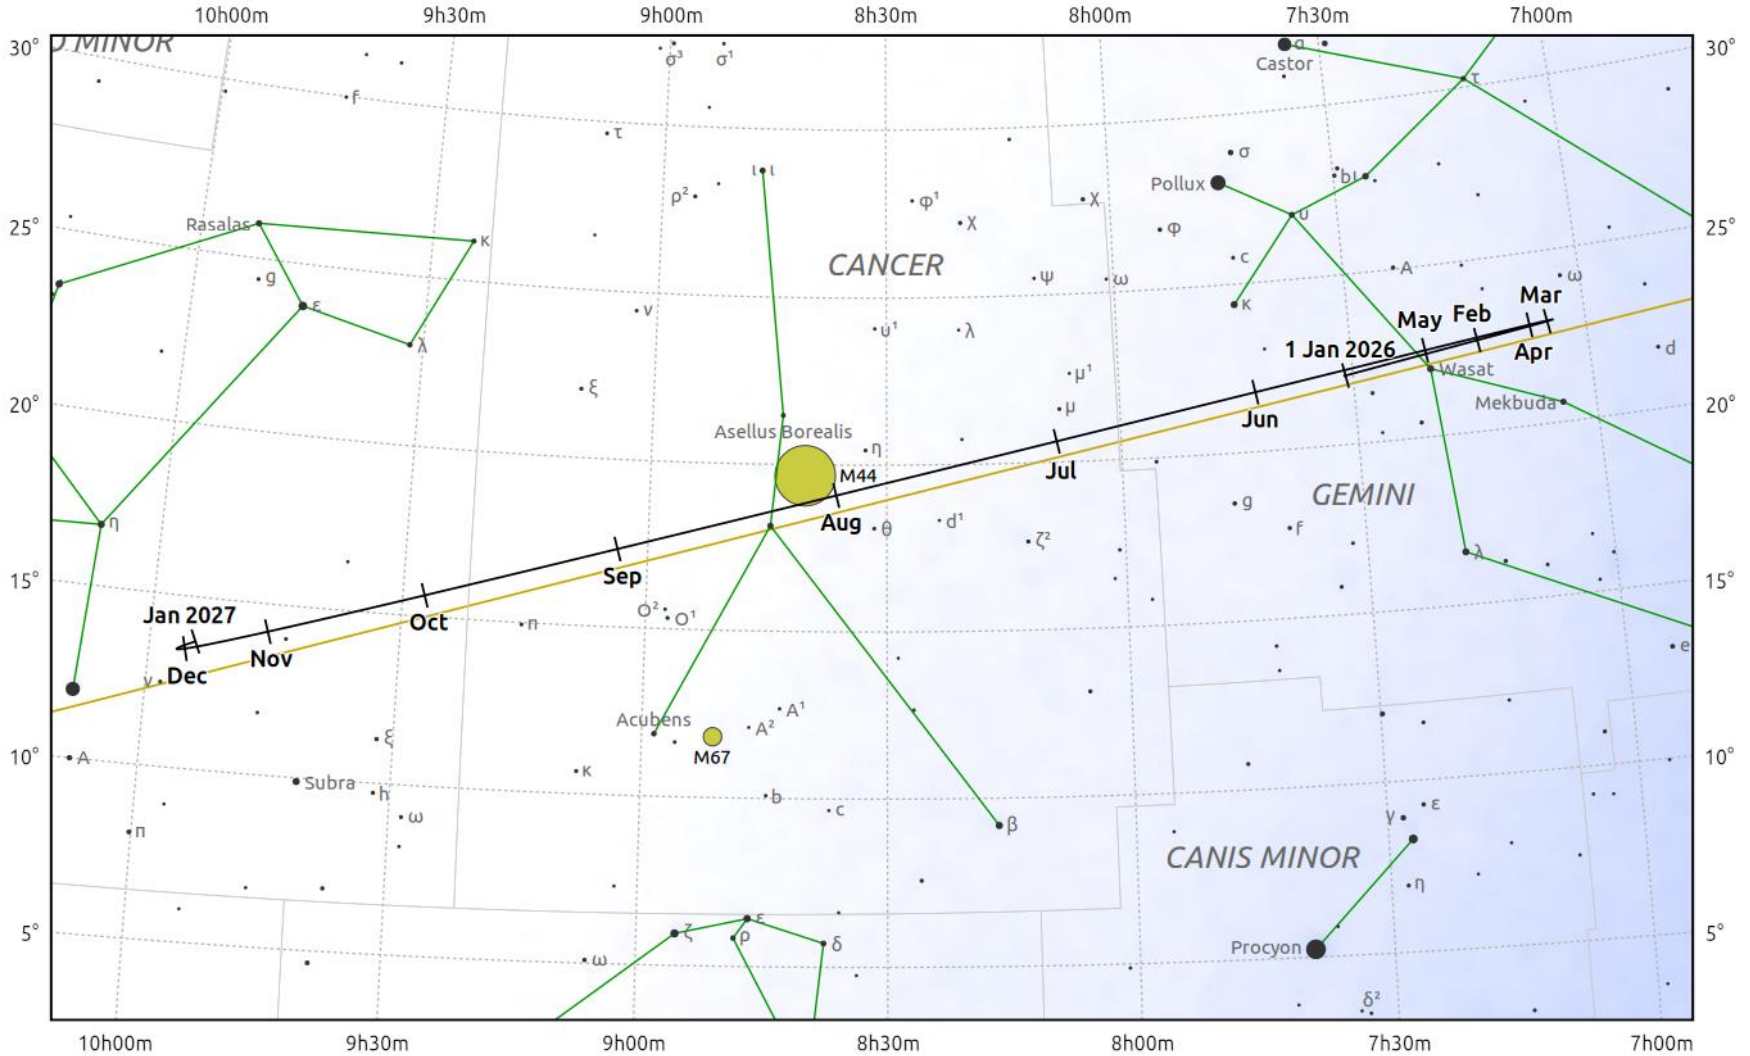 10h00m 9h30m 9h00m 8h30m 8h00m 7h30m 7h00m
30° O MINOR σ³ σ¹ α τ 30°
Castor
f
τ
σ
ι ι b ι
Pollux
ρ² φ¹ χ
χ
25° Rasalas υ 25°
κ Φ
CANCER c
g ψ ω A ω
ε ν κ Mar
υ¹ λ May Feb
λ 1 Jan 2026 Apr d
μ¹ Wasat
ξ
20° μ Mekbuda 20°
Jun
Asellus Borealis
η
M44 Jul
GEMINI
g
η Aug d¹ f
θ
ζ² λ
15° Sep 15°
Jan 2027 O² O¹
Oct π
Nov e
ν Dec
Acubens A¹
A²
ξ
10° A M67 10°
Subra κ
h b
c ε
ω γ
π β
CANIS MINOR
η
5° ζ ε 5°
ρ δ
ω Procyon
δ²
10h00m 9h30m 9h00m 8h30m 8h00m 7h30m 7h00m